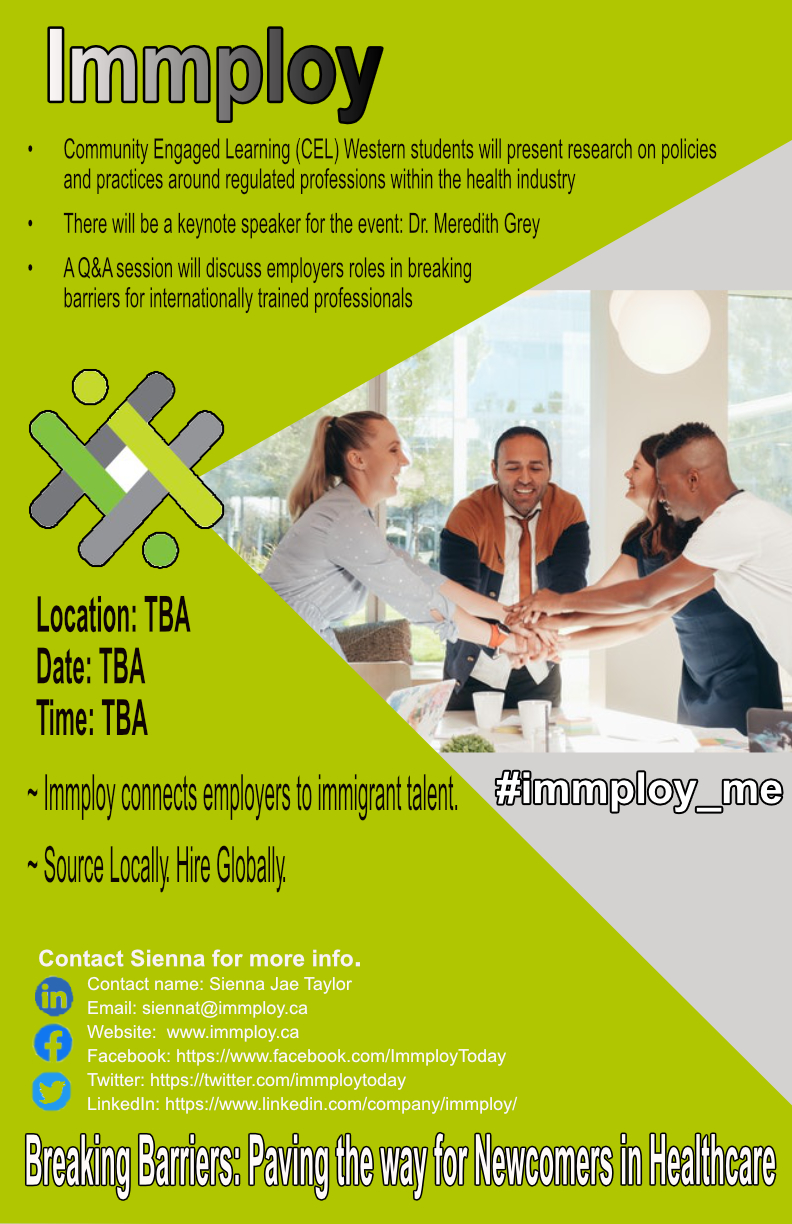 Immploy
• Community Engaged Learning (CEL) Western students will present research on policies
and practices around regulated professions within the health industry
• There will be a keynote speaker for the event: Dr. Meredith Grey
• A Q&A session will discuss employers roles in breaking
barriers for internationally trained professionals
Location: TBA
Date: TBA
Time: TBA
~ Immploy connects employers to immigrant talent.
#immploy_me
~ Source Locally. Hire Globally.
Contact Sienna for more info.
Contact name: Sienna Jae Taylor
Email: siennat@immploy.ca
Website: www.immploy.ca
Facebook: https://www.facebook.com/ImmployToday
Twitter: https://twitter.com/immploytoday
LinkedIn: https://www.linkedin.com/company/immploy/
Breaking Barriers: Paving the way for Newcomers in Healthcare